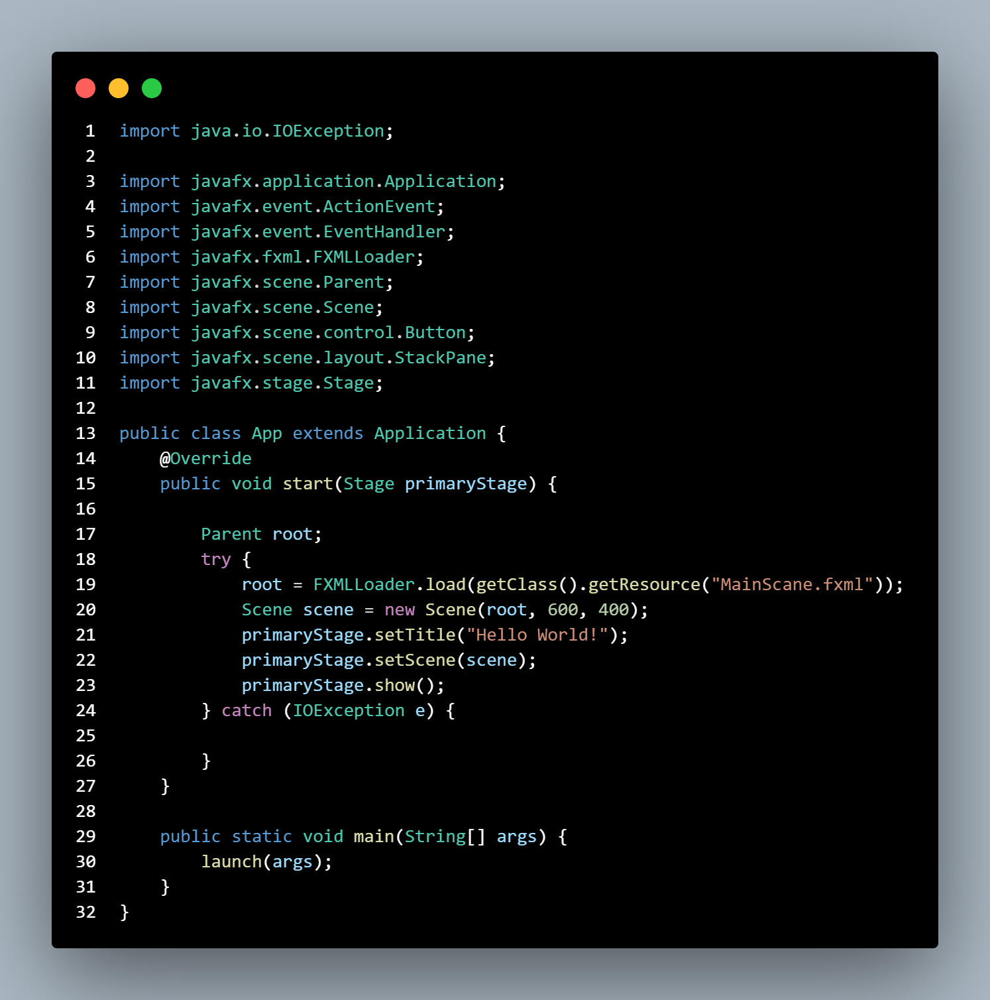 1 import java.io.IOException;
2
3 import javafx.application.Application;
4 import javafx.event.ActionEvent;
5 import javafx.event.EventHandler;
6 import javafx.fxml.FXMLLoader;
7 import javafx.scene.Parent;
8 import javafx.scene.Scene;
9 import javafx.scene.control.Button;
10 import javafx.scene.layout.StackPane;
11 import javafx.stage.Stage;
12
13 public class App extends Application {
14     @Override
15     public void start(Stage primaryStage) {
16
17         Parent root;
18         try {
19             root = FXMLLoader.load(getClass().getResource("MainScane.fxml"));
20             Scene scene = new Scene(root, 600, 400);
21             primaryStage.setTitle("Hello World!");
22             primaryStage.setScene(scene);
23             primaryStage.show();
24         } catch (IOException e) {
25
26         }
27     }
28
29     public static void main(String[] args) {
30         launch(args);
31     }
32 }